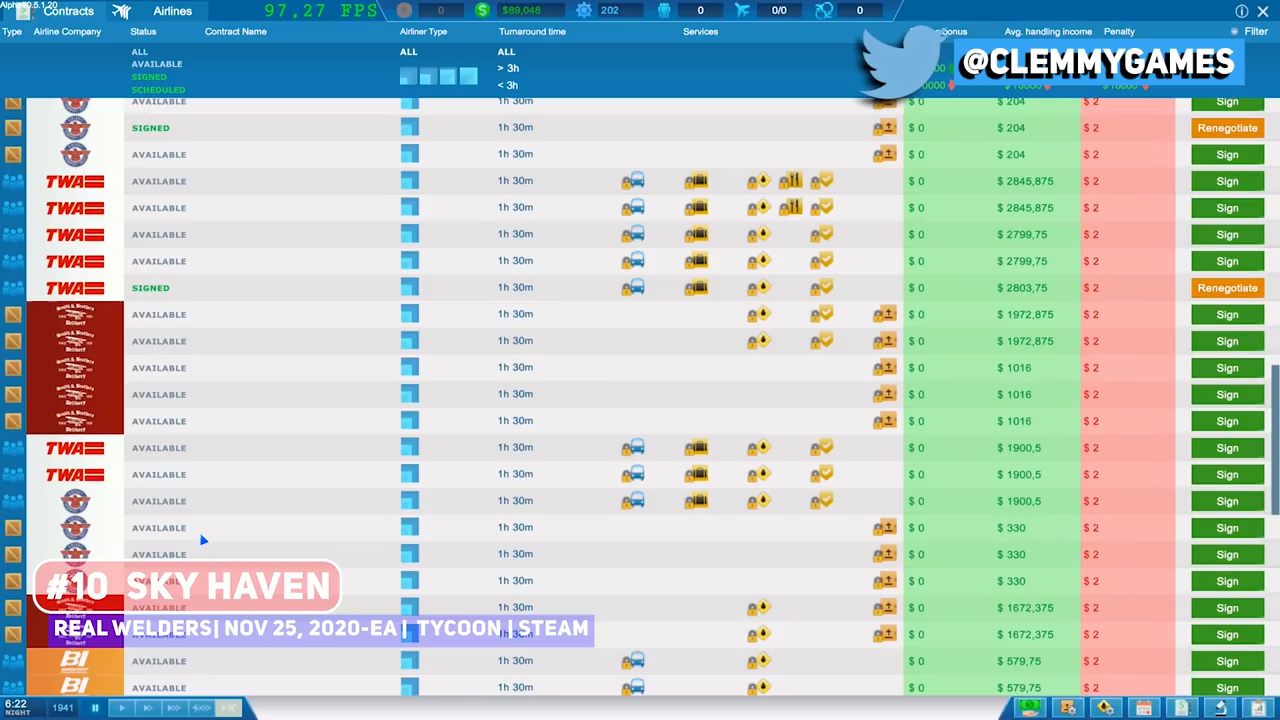 Alpha 0.5.1.20
Contracts Airlines 97,27 FPS 0 $89,048 202 0 0/0 0
Type Airline Company Status Contract Name Airliner Type Turnaround time Services bonus Avg. handling income Penalty Filter
ALL ALL ALL
AVAILABLE > 3h
SIGNED
SCHEDULED < 3h
@CLEMMYGAMES
AVAILABLE 1h 30m $ 0 $ 204 $ 2 Sign
SIGNED 1h 30m $ 0 $ 204 $ 2 Renegotiate
AVAILABLE 1h 30m $ 0 $ 204 $ 2 Sign
TWA AVAILABLE 1h 30m $ 0 $ 2845,875 $ 2 Sign
TWA AVAILABLE 1h 30m $ 0 $ 2845,875 $ 2 Sign
TWA AVAILABLE 1h 30m $ 0 $ 2799,75 $ 2 Sign
TWA AVAILABLE 1h 30m $ 0 $ 2799,75 $ 2 Sign
TWA SIGNED 1h 30m $ 0 $ 2803,75 $ 2 Renegotiate
AVAILABLE 1h 30m $ 0 $ 1972,875 $ 2 Sign
AVAILABLE 1h 30m $ 0 $ 1972,875 $ 2 Sign
AVAILABLE 1h 30m $ 0 $ 1016 $ 2 Sign
AVAILABLE 1h 30m $ 0 $ 1016 $ 2 Sign
AVAILABLE 1h 30m $ 0 $ 1016 $ 2 Sign
TWA AVAILABLE 1h 30m $ 0 $ 1900,5 $ 2 Sign
TWA AVAILABLE 1h 30m $ 0 $ 1900,5 $ 2 Sign
AVAILABLE 1h 30m $ 0 $ 1900,5 $ 2 Sign
AVAILABLE 1h 30m $ 0 $ 330 $ 2 Sign
AVAILABLE 1h 30m $ 0 $ 330 $ 2 Sign
1h 30m $ 0 $ 330 $ 2 Sign
#10 SKY HAVEN
1h 30m $ 0 $ 1672,375 $ 2 Sign
REAL WELDERS| NOV 25, 2020-EA | TYCOON | STEAM
$ 0 $ 1672,375 $ 2 Sign
BI AVAILABLE 1h 30m $ 0 $ 579,75 $ 2 Sign
BI AVAILABLE 1h 30m $ 0 $ 579,75 $ 2 Sign
6:22 1941
NIGHT